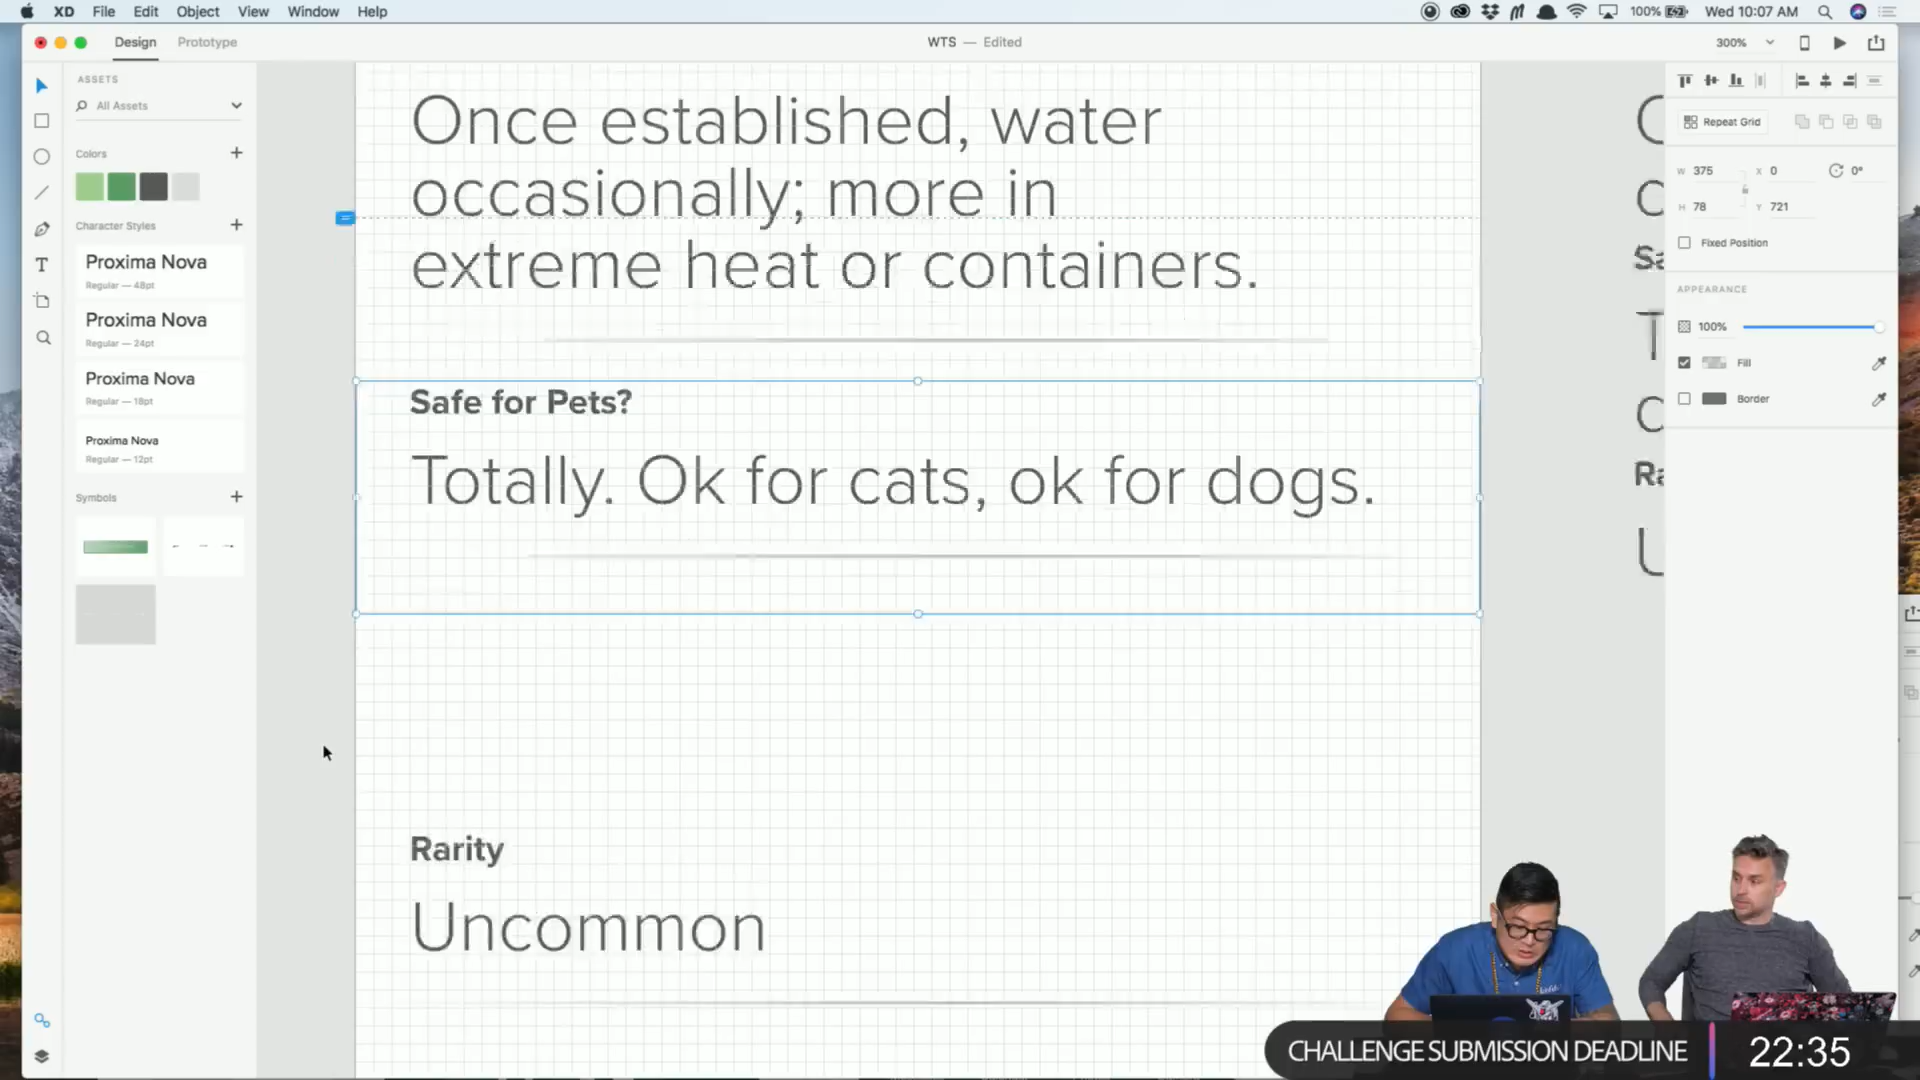 XD File Edit Object View Window Help
100% Wed 10:07 AM
Design Prototype
WTS — Edited
300%
ASSETS
All Assets
Colors
Character Styles
Proxima Nova
Regular — 48pt
Proxima Nova
Regular — 24pt
Proxima Nova
Regular — 18pt
Proxima Nova
Regular — 12pt
Symbols
Once established, water
occasionally; more in
extreme heat or containers.
Safe for Pets?
Totally. Ok for cats, ok for dogs.
Rarity
Uncommon
Repeat Grid
W 375 X 0 0°
H 78 Y 721
Fixed Position
APPEARANCE
100%
Fill
Border
CHALLENGE SUBMISSION DEADLINE 22:35